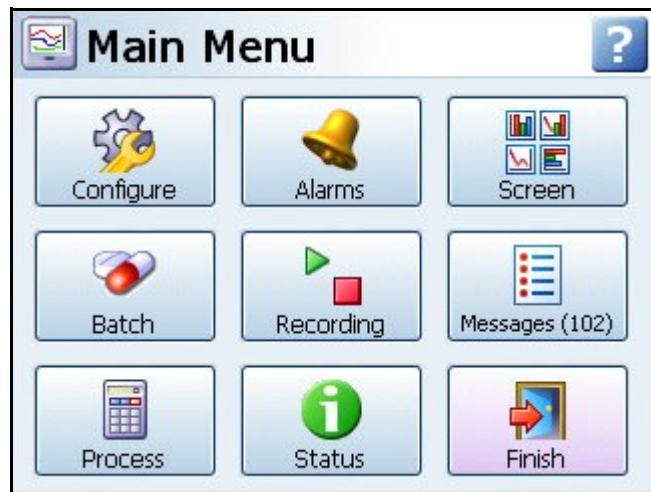 Main Menu
?
Configure
Alarms
Screen
Batch
Recording
Messages (102)
Process
Status
Finish